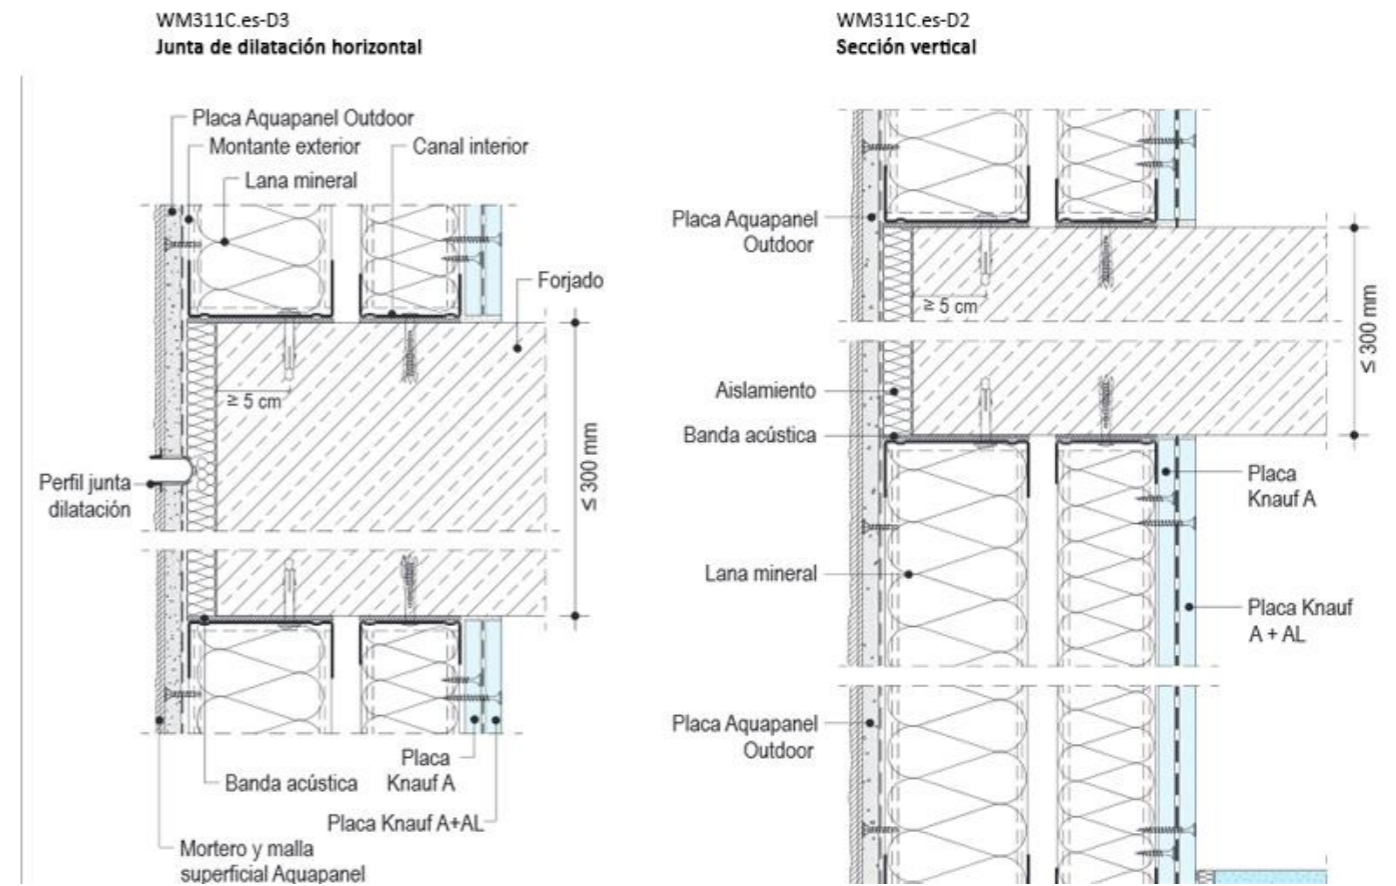 WM311C.es-D3
Junta de dilatación horizontal
Placa Aquapanel Outdoor
Montante exterior
Canal interior
Lana mineral
Forjado
≥ 5 cm
≤ 300 mm
Perfil junta
dilatación
Placa
Knauf A
Banda acústica
Placa Knauf A+AL
Mortero y malla
superficial Aquapanel
WM311C.es-D2
Sección vertical
Placa Aquapanel
Outdoor
≥ 5 cm
≤ 300 mm
Aislamiento
Banda acústica
Placa
Knauf A
Lana mineral
Placa Knauf
A + AL
Placa Aquapanel
Outdoor